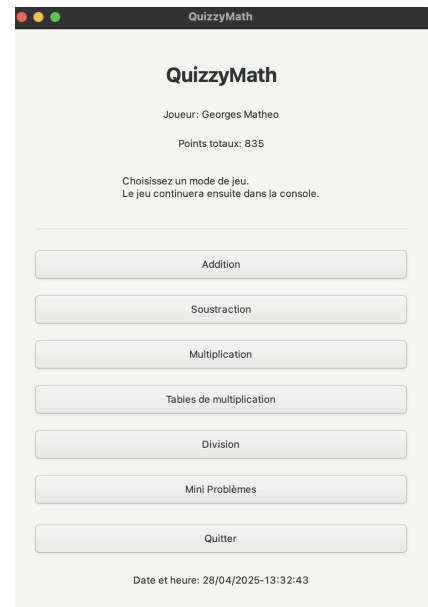 QuizzyMath
QuizzyMath
Joueur: Georges Matheo
Points totaux: 835
Choisissez un mode de jeu.
Le jeu continuera ensuite dans la console.
Addition
Soustraction
Multiplication
Tables de multiplication
Division
Mini Problèmes
Quitter
Date et heure: 28/04/2025-13:32:43